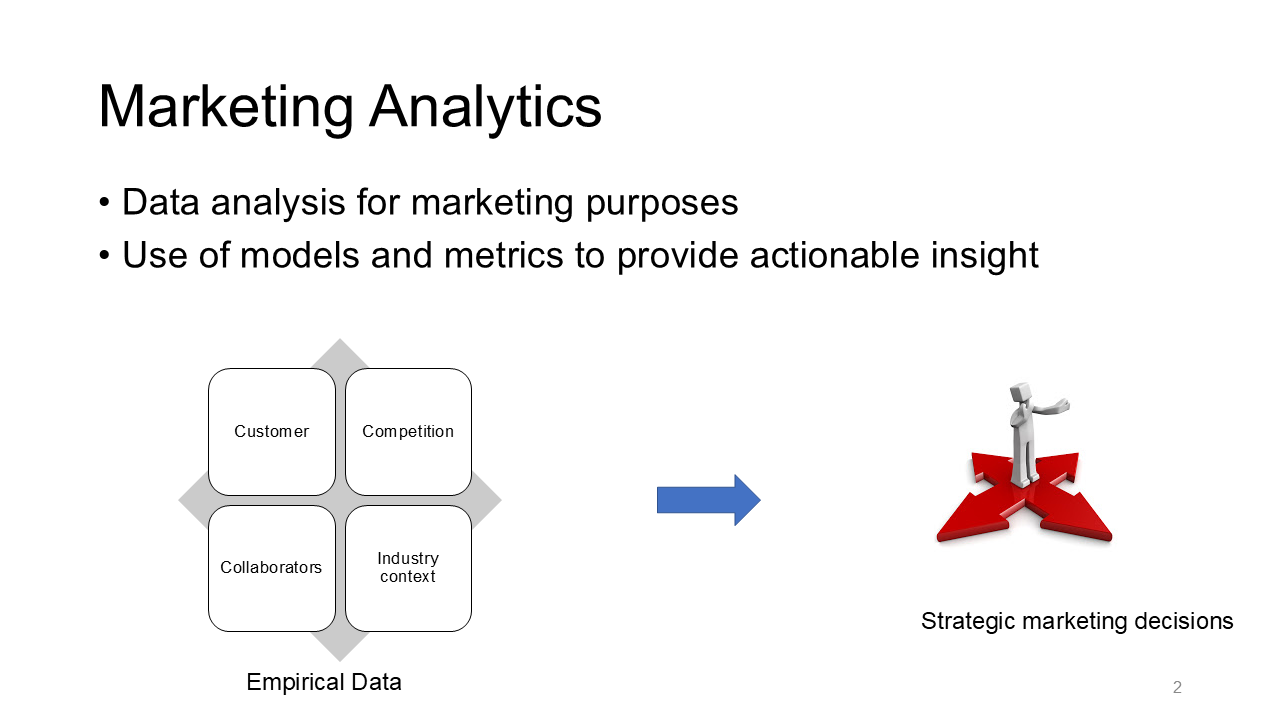 Marketing Analytics
• Data analysis for marketing purposes
• Use of models and metrics to provide actionable insight
Customer
Competition
Collaborators
Industry
context
Empirical Data
Strategic marketing decisions
2